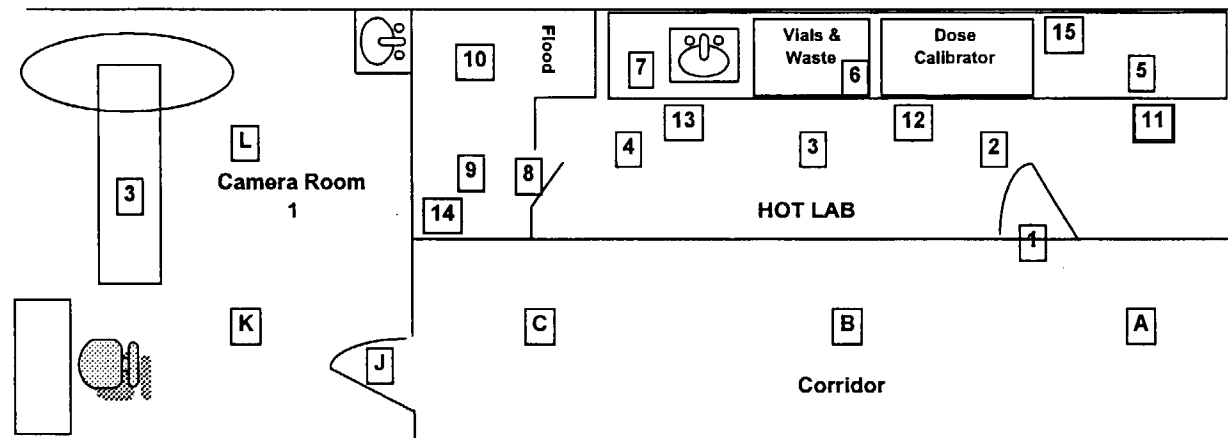 Flood
Vials &
Waste
Dose
Calibrator
15
10
7
6
5
L
4
13
3
12
2
11
Camera Room
1
3
9
8
14
HOT LAB
1
K
C
B
A
J
Corridor